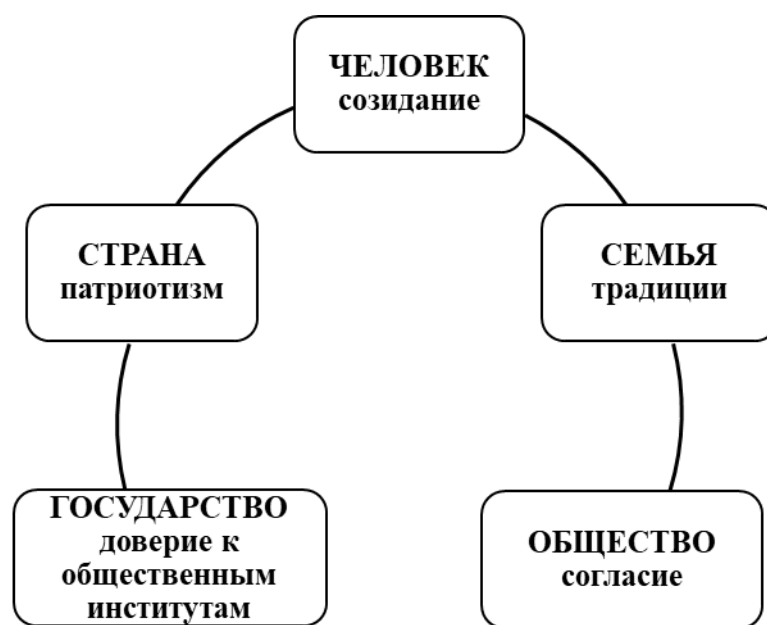 ЧЕЛОВЕК
созидание
СТРАНА
патриотизм
СЕМЬЯ
традиции
ГОСУДАРСТВО
доверие к
общественным
институтам
ОБЩЕСТВО
согласие